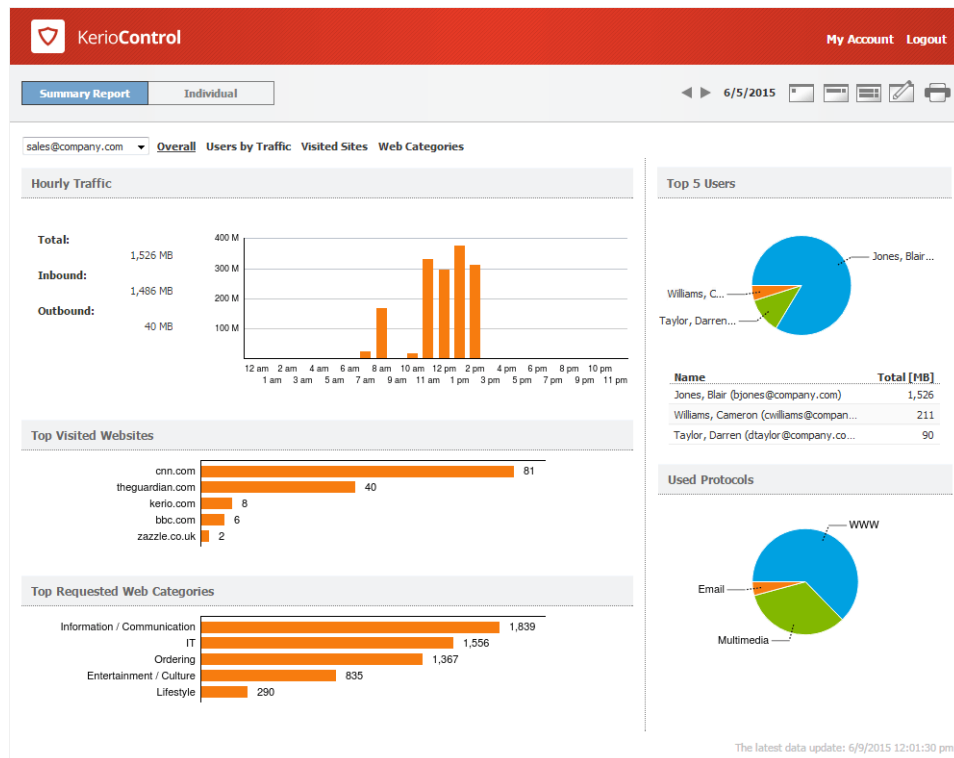 KerioControl
My Account Logout
Summary Report Individual
6/5/2015
sales@company.com Overall Users by Traffic Visited Sites Web Categories
Hourly Traffic
Total:
1,526 MB
Inbound:
1,486 MB
Outbound:
40 MB
400 M
300 M
200 M
100 M
12 am 2 am 4 am 6 am 8 am 10 am 12 pm 2 pm 4 pm 6 pm 8 pm 10 pm
1 am 3 am 5 am 7 am 9 am 11 am 1 pm 3 pm 5 pm 7 pm 9 pm 11 pm
Top Visited Websites
cnn.com 81
theguardian.com 40
kerio.com 8
bbc.com 6
zazzle.co.uk 2
Top Requested Web Categories
Information / Communication 1,839
IT 1,556
Ordering 1,367
Entertainment / Culture 835
Lifestyle 290
Top 5 Users
Jones, Blair...
Williams, C...
Taylor, Darren...
Name Total [MB]
Jones, Blair (bjones@company.com) 1,526
Williams, Cameron (cwilliams@compan... 211
Taylor, Darren (dtaylor@company.co... 90
Used Protocols
WWW
Email
Multimedia
The latest data update: 6/9/2015 12:01:30 pm